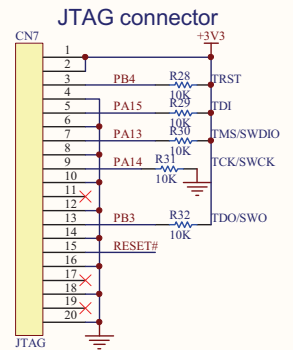 JTAG connector
CN7 +3V3
1
2
3 PB4 R28 10K TRST
4
5 PA15 R29 10K TDI
6
7 PA13 R30 10K TMS/SWDIO
8
9 PA14 R31 10K TCK/SWCK
10
11
12
13 PB3 R32 10K TDO/SWO
14
15 RESET#
16
17
18
19
20
JTAG